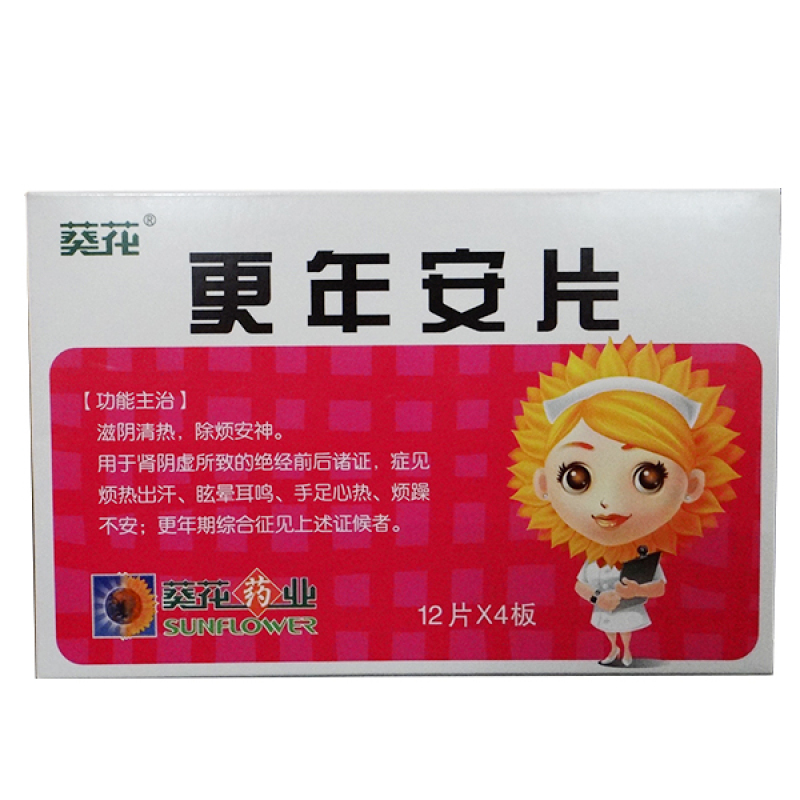 葵花®
更年安片
【功能主治】
滋阴清热，除烦安神。
用于肾阴虚所致的绝经前后诸证，症见
烦热出汗、眩晕耳鸣、手足心热、烦躁
不安；更年期综合征见上述证候者。
葵花药业
SUNFLOWER
12片X4板